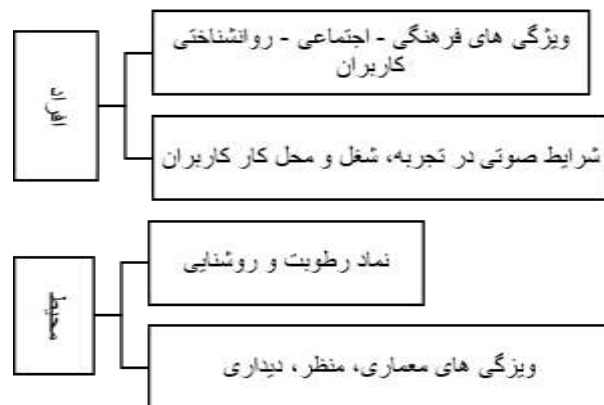 افراد
ویژگی های فرهنگی - اجتماعی - روانشناختی
کاربران
شرایط صوتی در تجربه، شغل و محل کار کاربران
محیط
نماد رطوبت و روشنایی
ویزگی های معماری، منظر، دیداری